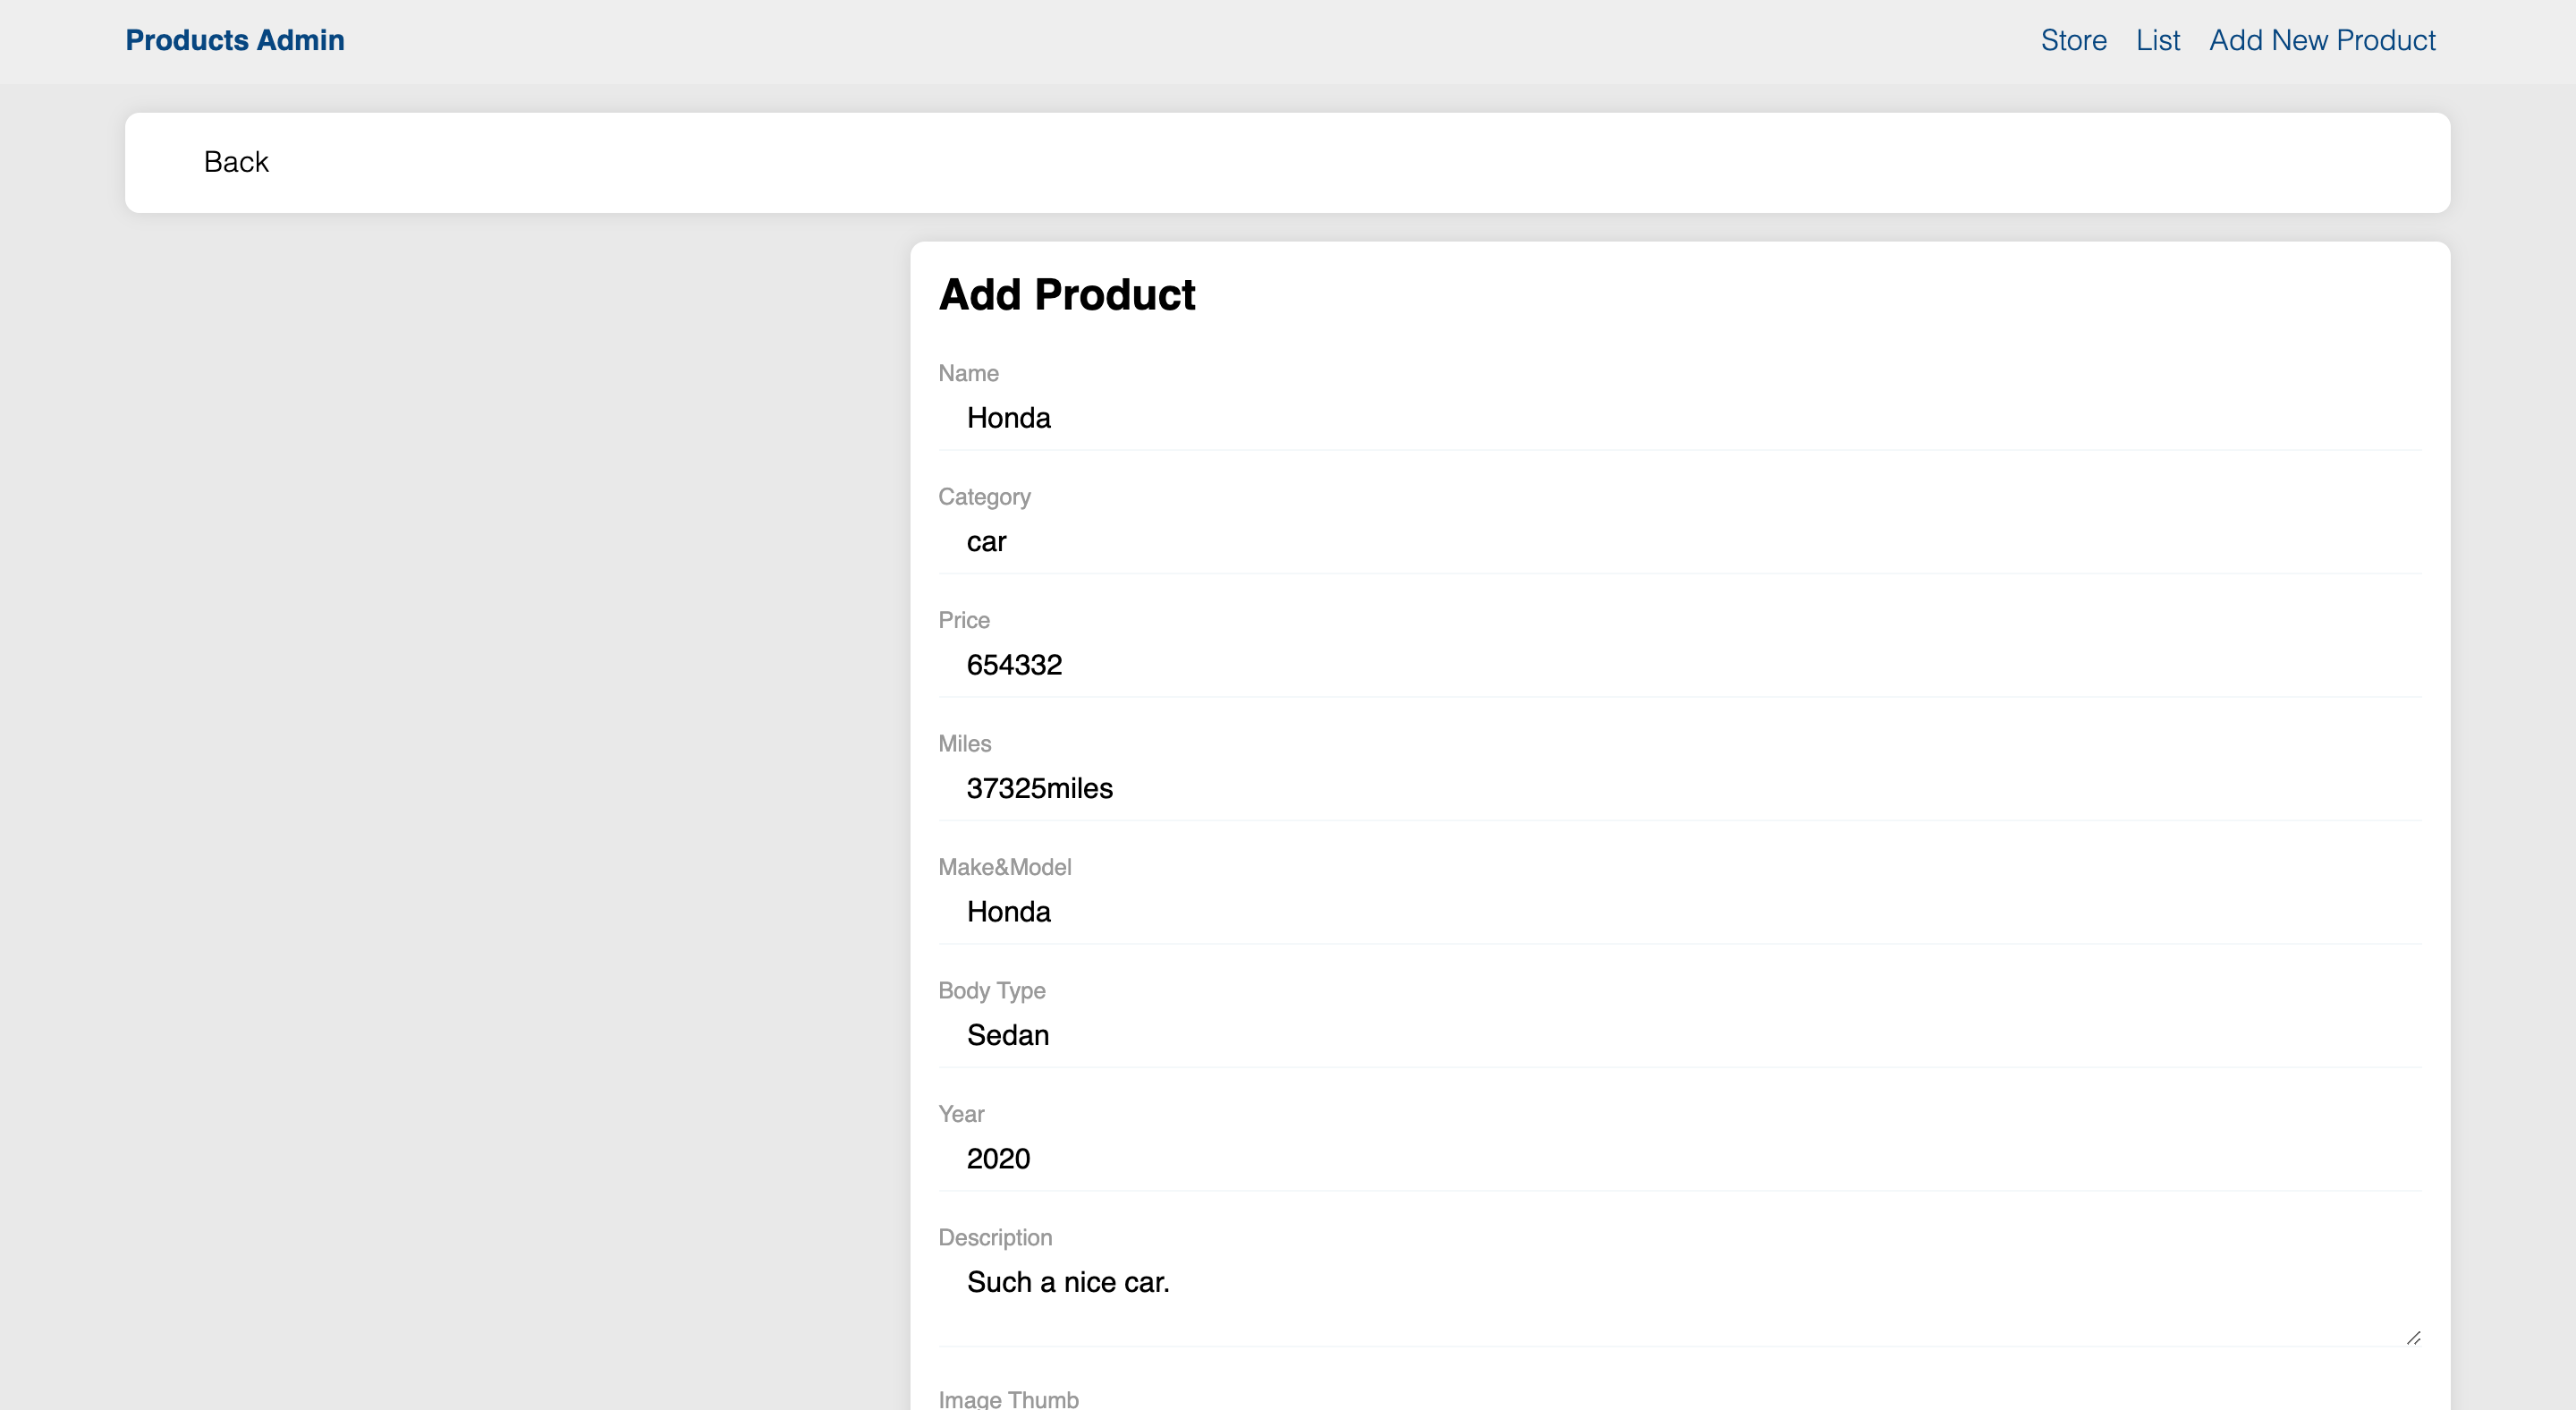 Products Admin
Store List Add New Product
Back
Add Product
Name
Honda
Category
car
Price
654332
Miles
37325miles
Make&Model
Honda
Body Type
Sedan
Year
2020
Description
Such a nice car.
Image Thumb